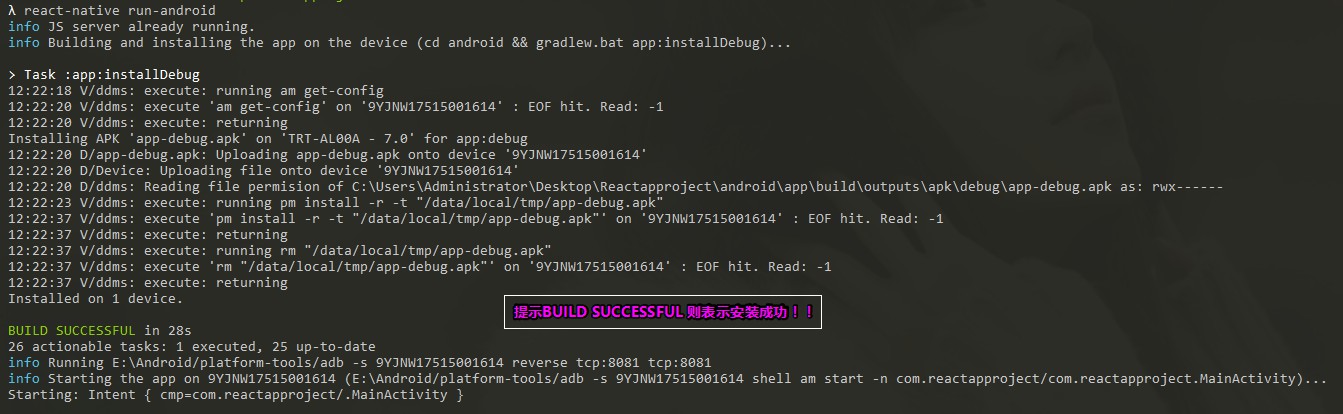 λ react-native run-android
info JS server already running.
info Building and installing the app on the device (cd android && gradlew.bat app:installDebug)...
> Task :app:installDebug
12:22:18 V/ddms: execute: running am get-config
12:22:20 V/ddms: execute 'am get-config' on '9YJNW17515001614' : EOF hit. Read: -1
12:22:20 V/ddms: execute: returning
Installing APK 'app-debug.apk' on 'TRT-AL00A - 7.0' for app:debug
12:22:20 D/app-debug.apk: Uploading app-debug.apk onto device '9YJNW17515001614'
12:22:20 D/Device: Uploading file onto device '9YJNW17515001614'
12:22:20 D/ddms: Reading file permision of C:\Users\Administrator\Desktop\Reactapproject\android\app\build\outputs\apk\debug\app-debug.apk as: rwx------
12:22:23 V/ddms: execute: running pm install -r -t "/data/local/tmp/app-debug.apk"
12:22:37 V/ddms: execute 'pm install -r -t "/data/local/tmp/app-debug.apk"' on '9YJNW17515001614' : EOF hit. Read: -1
12:22:37 V/ddms: execute: returning
12:22:37 V/ddms: execute: running rm "/data/local/tmp/app-debug.apk"
12:22:37 V/ddms: execute 'rm "/data/local/tmp/app-debug.apk"' on '9YJNW17515001614' : EOF hit. Read: -1
12:22:37 V/ddms: execute: returning
Installed on 1 device.
提示BUILD SUCCESSFUL 则表示安装成功！！
BUILD SUCCESSFUL in 28s
26 actionable tasks: 1 executed, 25 up-to-date
info Running E:\Android/platform-tools/adb -s 9YJNW17515001614 reverse tcp:8081 tcp:8081
info Starting the app on 9YJNW17515001614 (E:\Android/platform-tools/adb -s 9YJNW17515001614 shell am start -n com.reactapproject/com.reactapproject.MainActivity)...
Starting: Intent { cmp=com.reactapproject/.MainActivity }